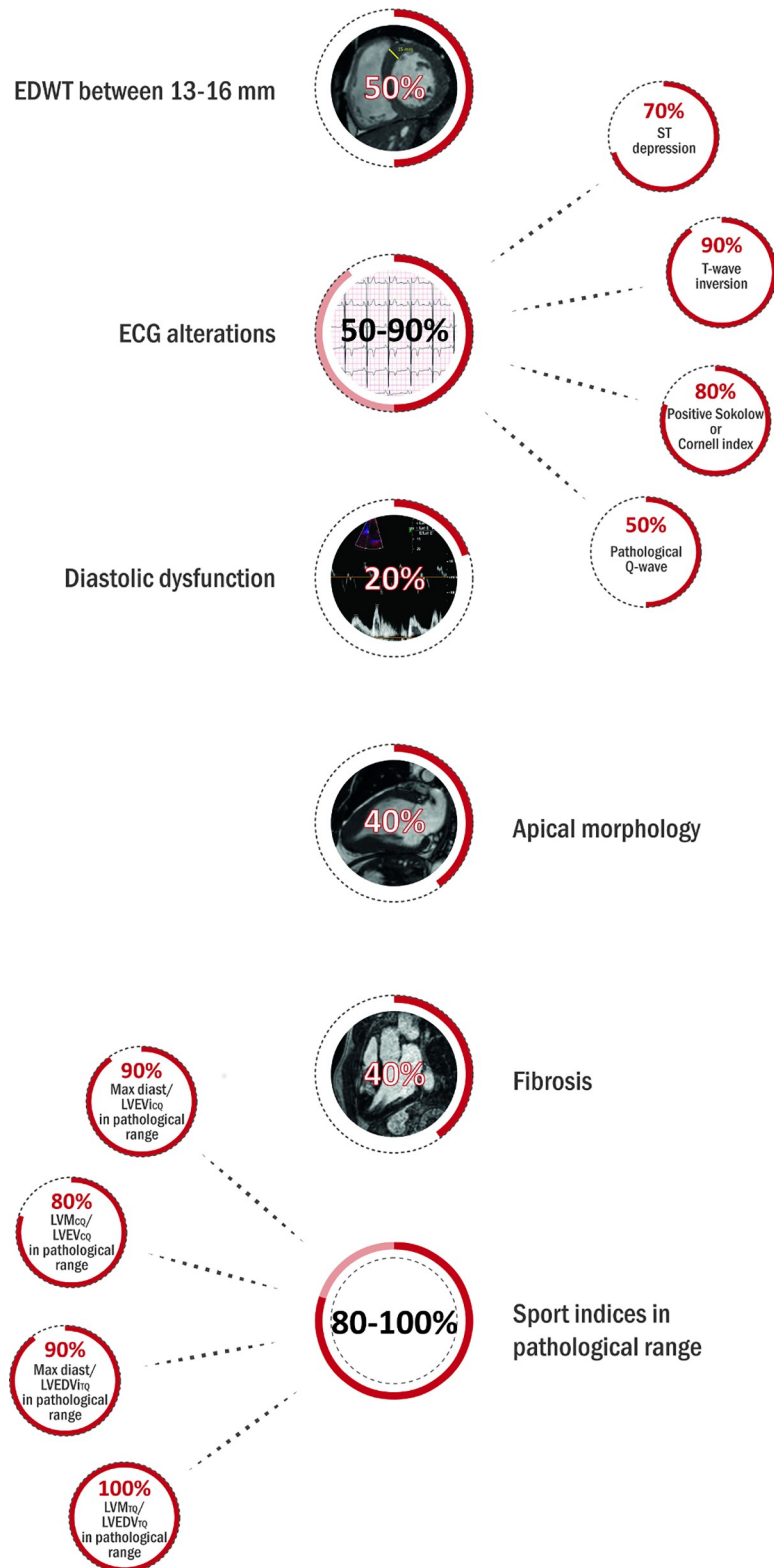 EDWT between 13-16 mm
15 mm
50%
70%
ST
depression
90%
T-wave
inversion
ECG alterations
50-90%
80%
Positive Sokolow
or
Cornell index
50%
Pathological
Q-wave
Diastolic dysfunction
20%
40%
Apical morphology
40%
Fibrosis
90%
Max diast/
LVEViCQ
in pathological
range
80%
LVMCQ/
LVEVCQ
in pathological
range
80-100%
Sport indices in
pathological range
90%
Max diast/
LVEDViTQ
in pathological
range
100%
LVMTQ/
LVEDVTQ
in pathological
range